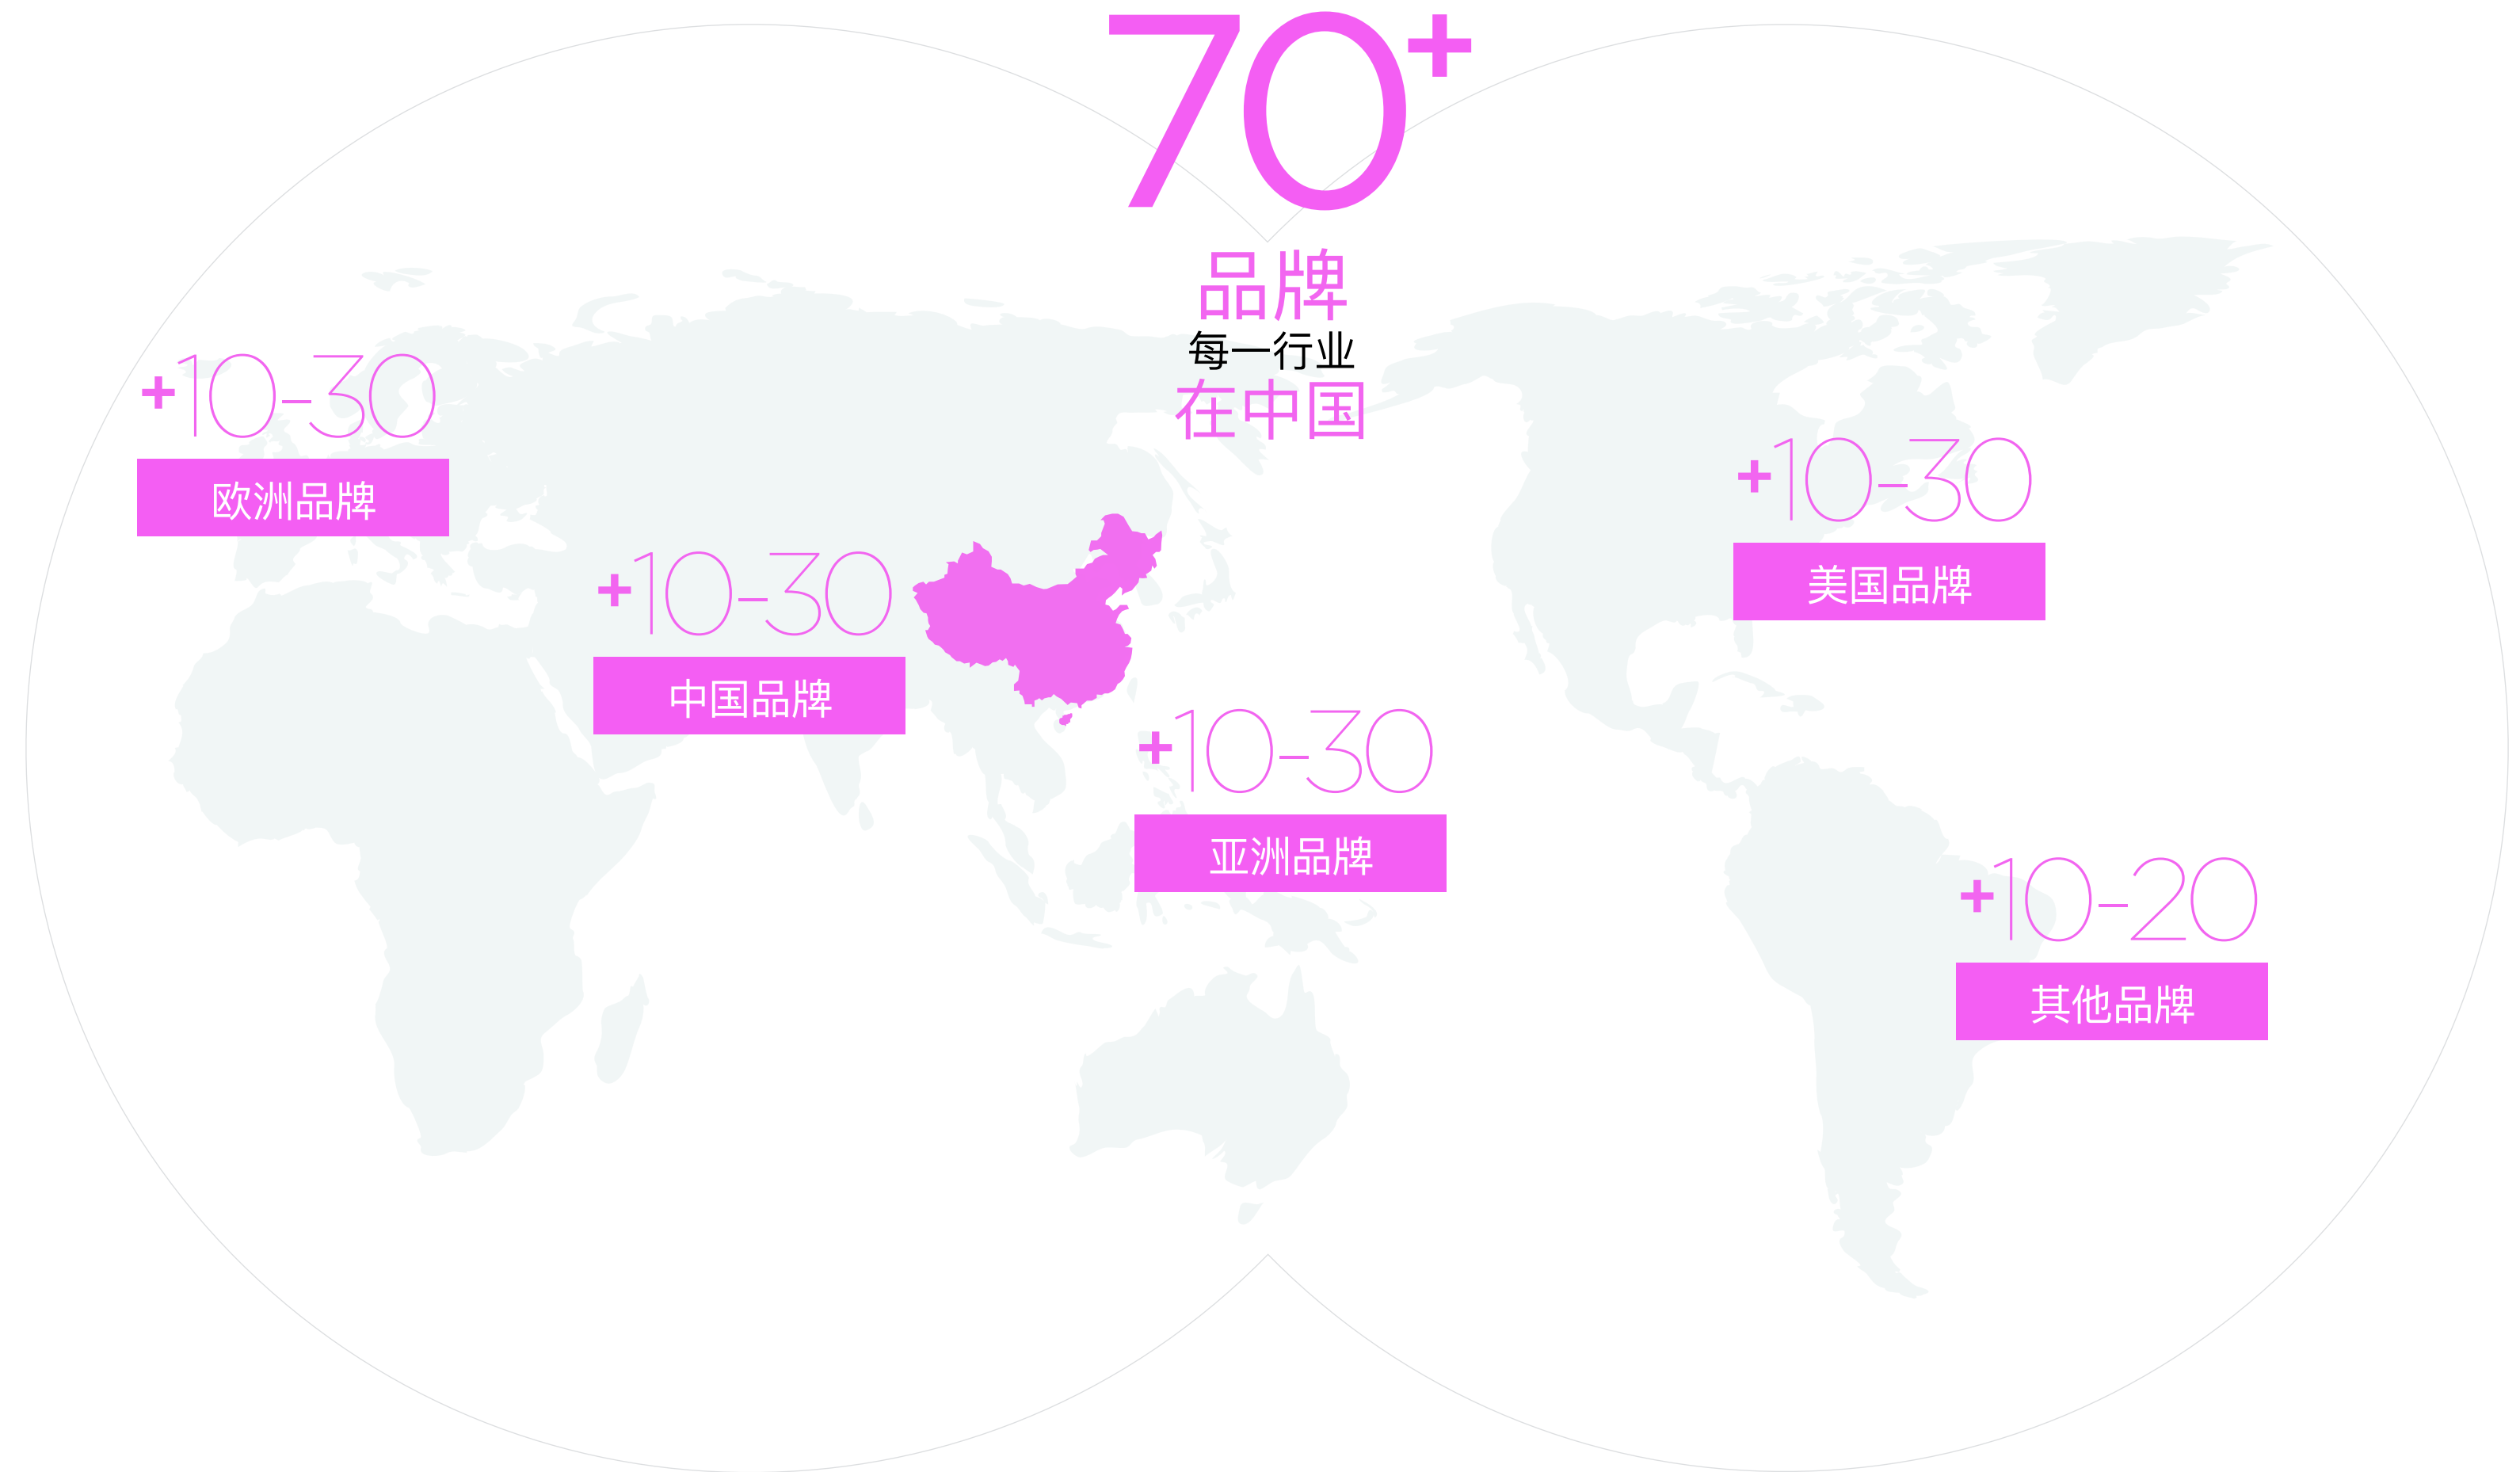 70+
品牌
每一行业
在中国
+10–30
欧洲品牌
+10–30
中国品牌
+10–30
亚洲品牌
+10–30
美国品牌
+10–20
其他品牌